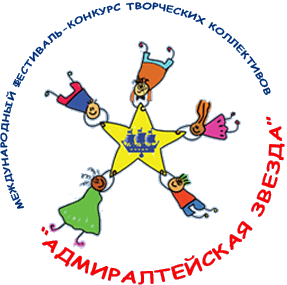 МЕЖДУНАРОДНЫЙ ФЕСТИВАЛЬ-КОНКУРС ТВОРЧЕСКИХ КОЛЛЕКТИВОВ
"АДМИРАЛТЕЙСКАЯ ЗВЕЗДА"